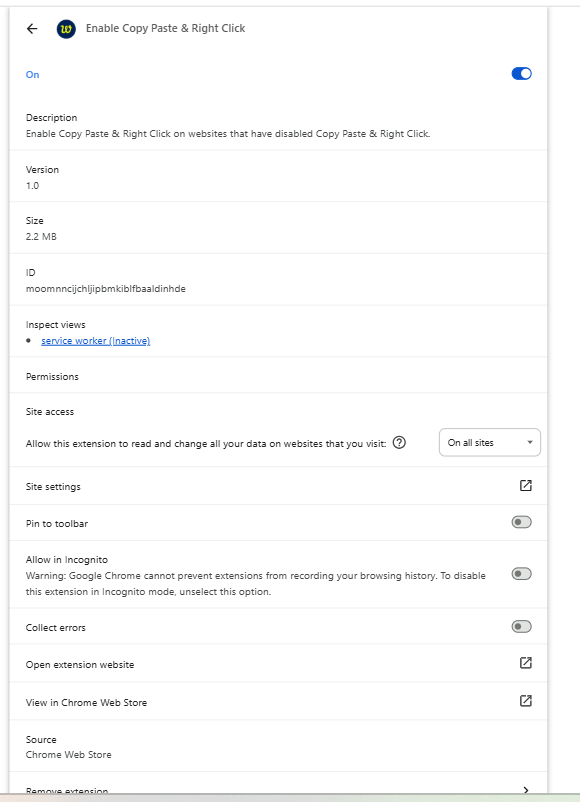 Enable Copy Paste & Right Click
On
Description
Enable Copy Paste & Right Click on websites that have disabled Copy Paste & Right Click.
Version
1.0
Size
2.2 MB
ID
moomnncijchljipbmkiblfbaaldinhde
Inspect views
service worker (Inactive)
Permissions
Site access
Allow this extension to read and change all your data on websites that you visit:
On all sites
Site settings
Pin to toolbar
Allow in Incognito
Warning: Google Chrome cannot prevent extensions from recording your browsing history. To disable
this extension in Incognito mode, unselect this option.
Collect errors
Open extension website
View in Chrome Web Store
Source
Chrome Web Store
Remove extension